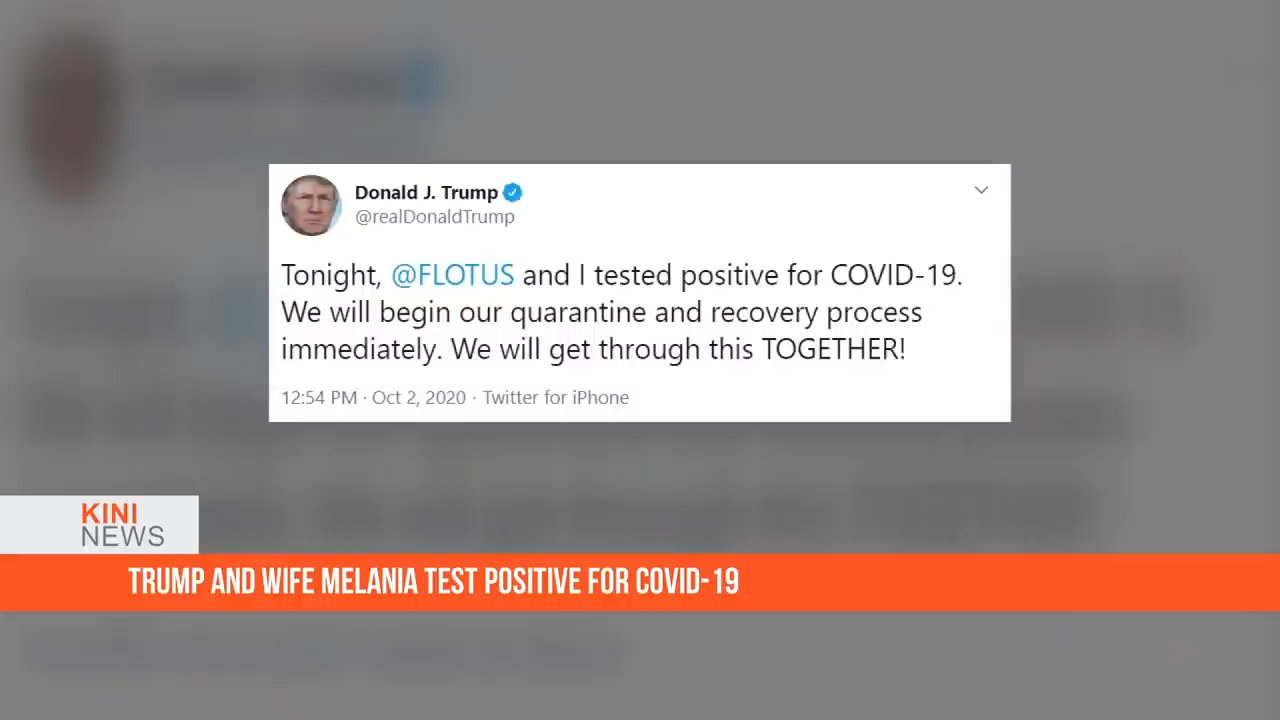 Donald J. Trump
@realDonaldTrump
Tonight, @FLOTUS and I tested positive for COVID-19.
We will begin our quarantine and recovery process
immediately. We will get through this TOGETHER!
12:54 PM · Oct 2, 2020 · Twitter for iPhone
KINI
NEWS
TRUMP AND WIFE MELANIA TEST POSITIVE FOR COVID-19